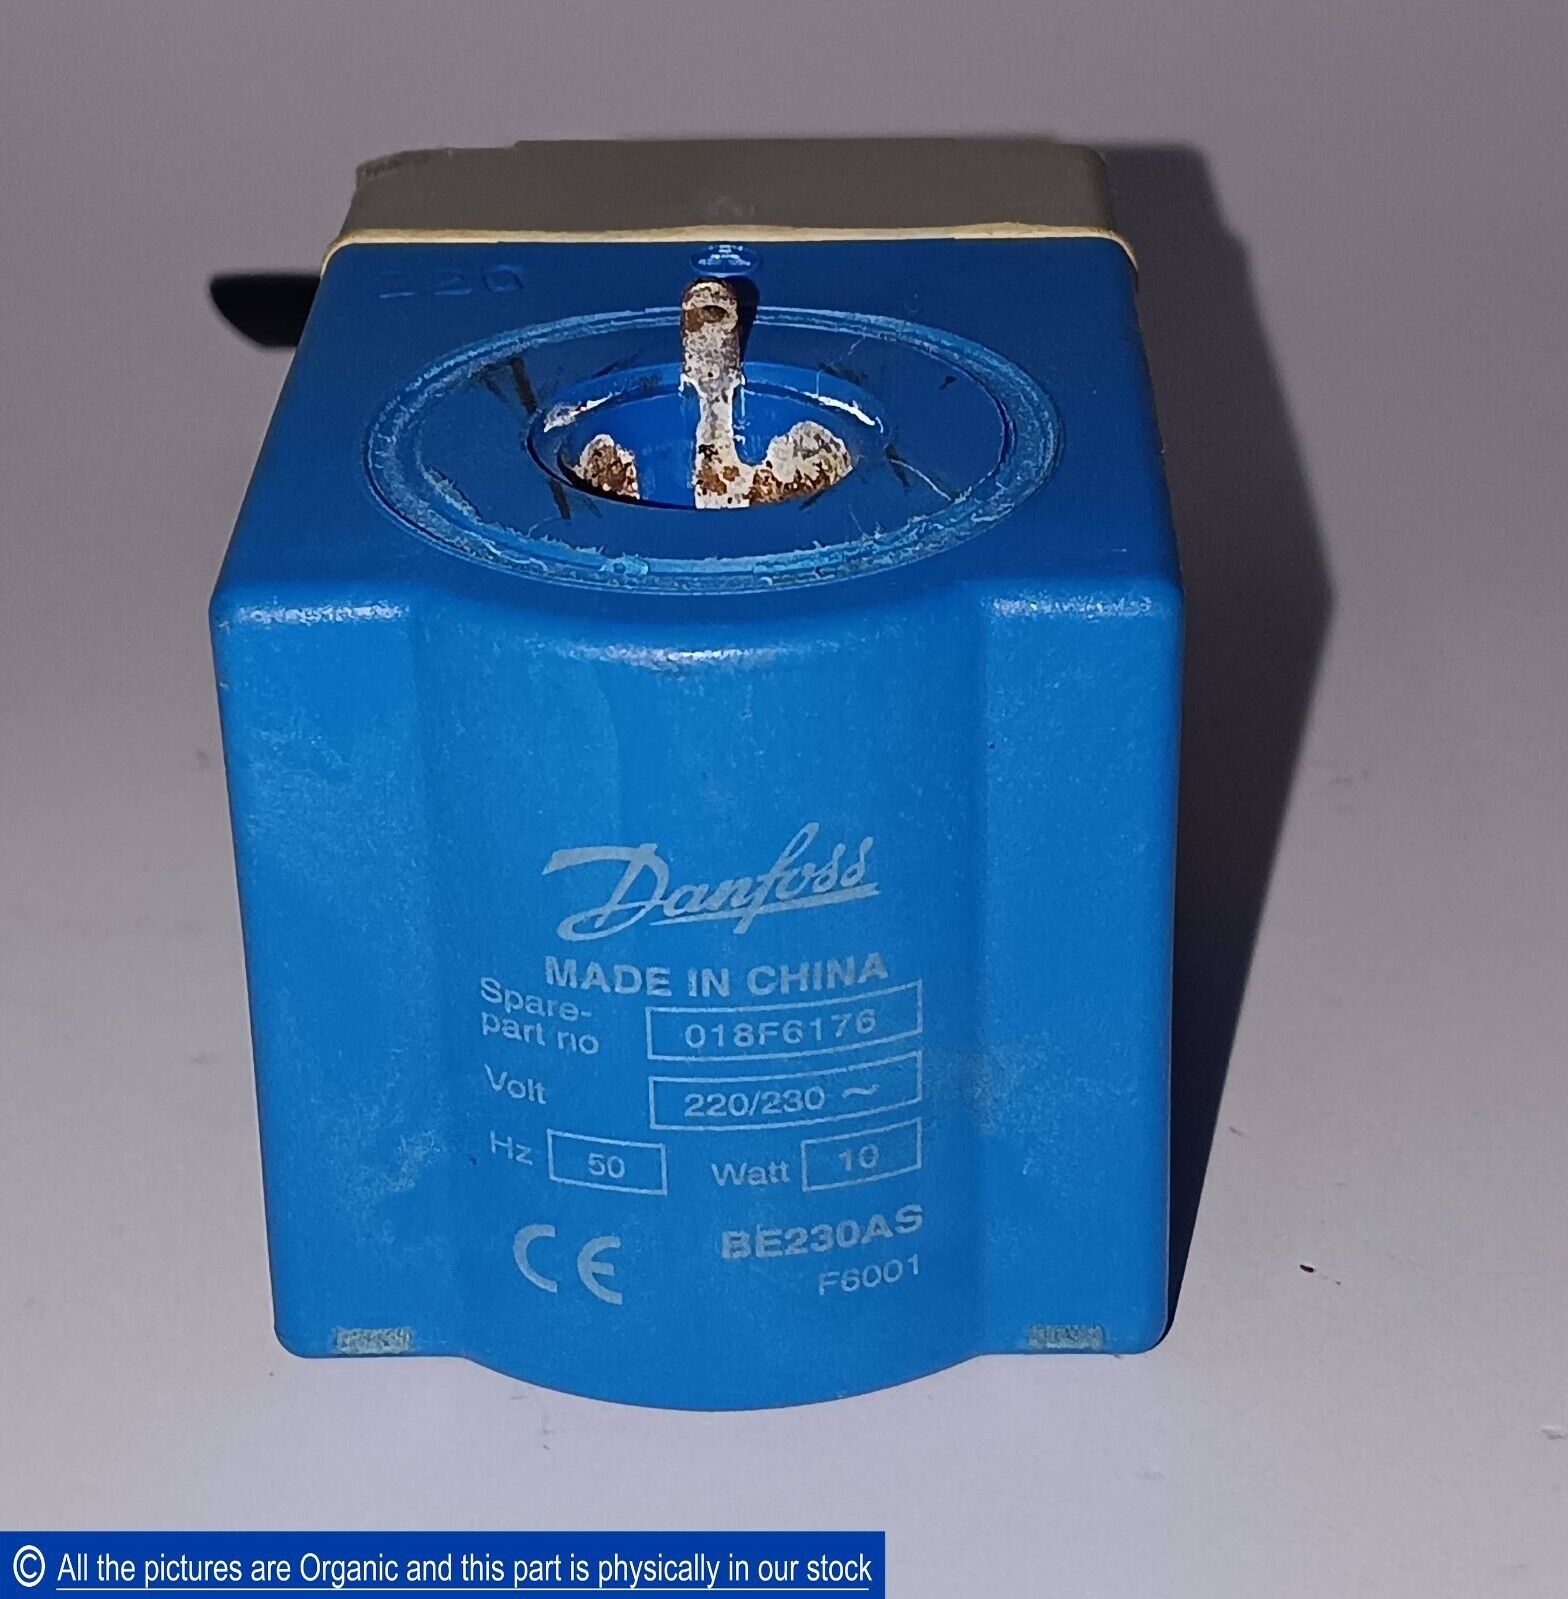 220
Danfoss
MADE IN CHINA
Spare-
part no 018F6176
Volt 220/230 ~
Hz 50 Watt 10
CE BE230AS
F6001
© All the pictures are Organic and this part is physically in our stock